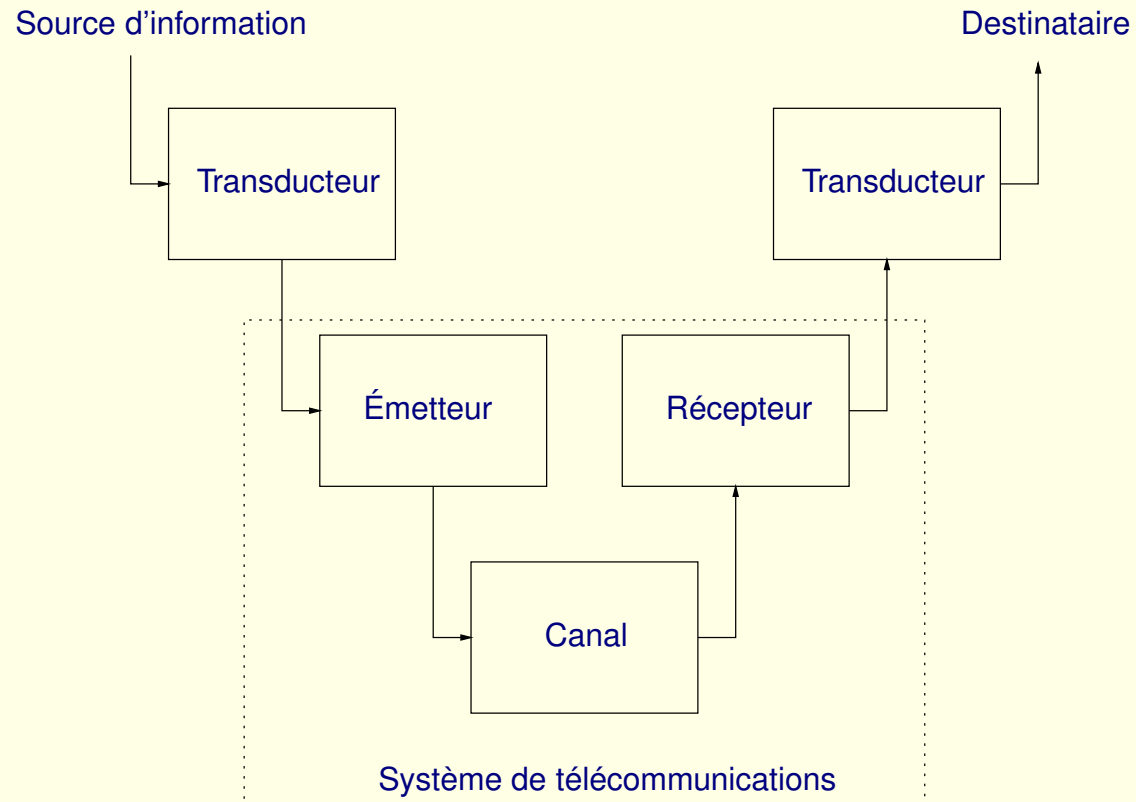 Source d'information
Destinataire
Transducteur
Transducteur
Émetteur
Récepteur
Canal
Système de télécommunications